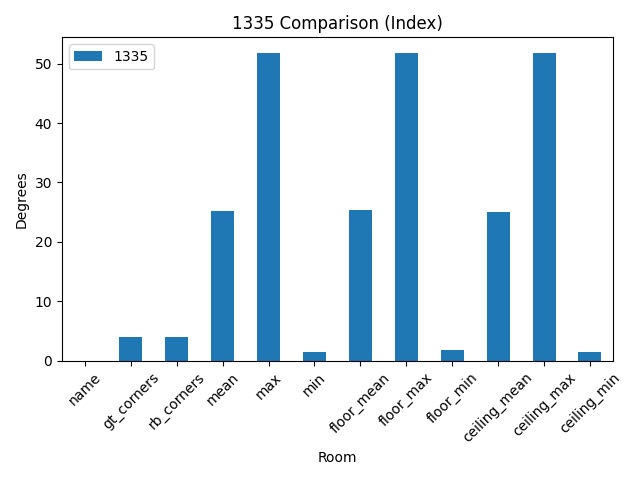 1335 Comparison (Index)
1335
50
40
30
20
10
0
Degrees
name
gt_corners
rb_corners
mean
max
min
floor_mean
floor_max
floor_min
ceiling_mean
ceiling_max
ceiling_min
Room